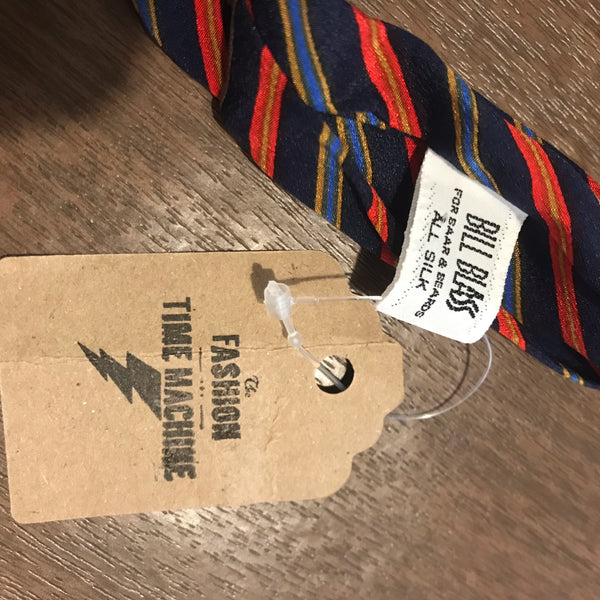 BILL BLASS
FOR BAAR & BEARDS
ALL SILK
The
FASHION
TIME MACHINE